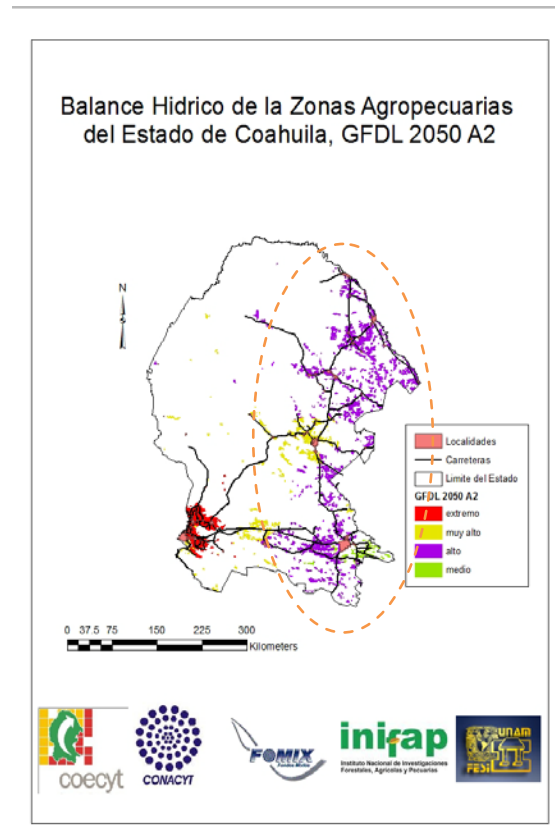 Balance Hidrico de la Zonas Agropecuarias
del Estado de Coahuila, GFDL 2050 A2
N
Localidades
Carreteras
Limite del Estado
GFDL 2050 A2
extremo
muy alto
alto
medio
0 37.5 75 150 225 300
Kilometers
coecyt
CONACYT
FOMIX
Fondos Mixtos
inifap
Instituto Nacional de Investigaciones
Forestales, Agrícolas y Pecuarias
UNAM